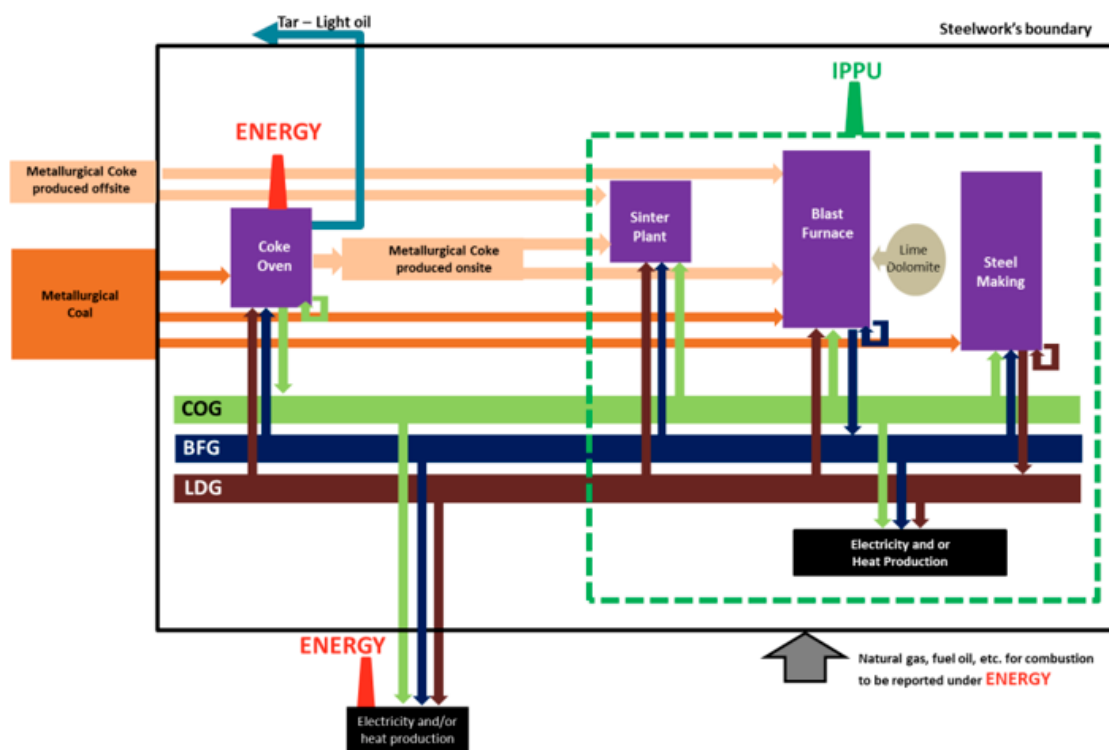 Tar – Light oil
Steelwork's boundary
IPPU
ENERGY
Metallurgical Coke
produced offsite
Sinter
Plant
Blast
Furnace
Coke
Oven
Metallurgical Coke
produced onsite
Lime
Dolomite
Steel
Making
Metallurgical
Coal
COG
BFG
LDG
Electricity and or
Heat Production
ENERGY
Natural gas, fuel oil, etc. for combustion
to be reported under ENERGY
Electricity and/or
heat production